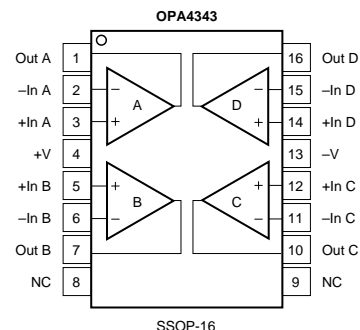 OPA4343
Out A 1 16 Out D
–In A 2 – – 15 –In D
A D
+In A 3 + + 14 +In D
+V 4 13 –V
+In B 5 + + 12 +In C
B C
–In B 6 – – 11 –In C
Out B 7 10 Out C
NC 8 9 NC
SSOP-16